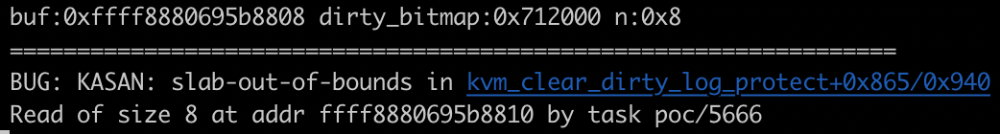 buf:0xffff8880695b8808 dirty_bitmap:0x712000 n:0x8
==================================================================
BUG: KASAN: slab-out-of-bounds in kvm_clear_dirty_log_protect+0x865/0x940
Read of size 8 at addr ffff8880695b8810 by task poc/5666